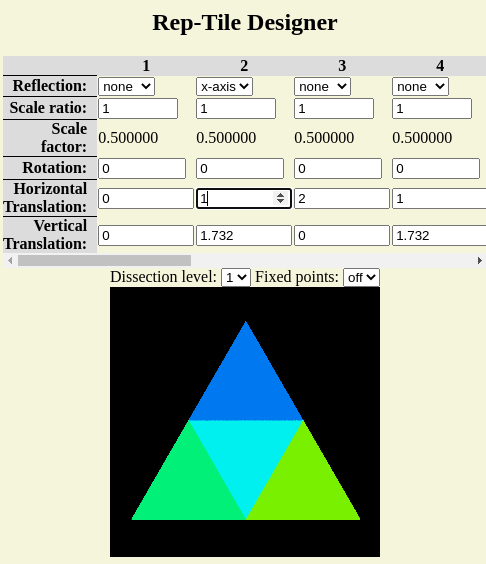 Rep-Tile Designer
1 2 3 4
Reflection: none x-axis none none
Scale ratio: 1 1 1 1
Scale
factor: 0.500000 0.500000 0.500000 0.500000
Rotation: 0 0 0 0
Horizontal
Translation: 0 1 2 1
Vertical
Translation: 0 1.732 0 1.732
Dissection level: 1 Fixed points: off